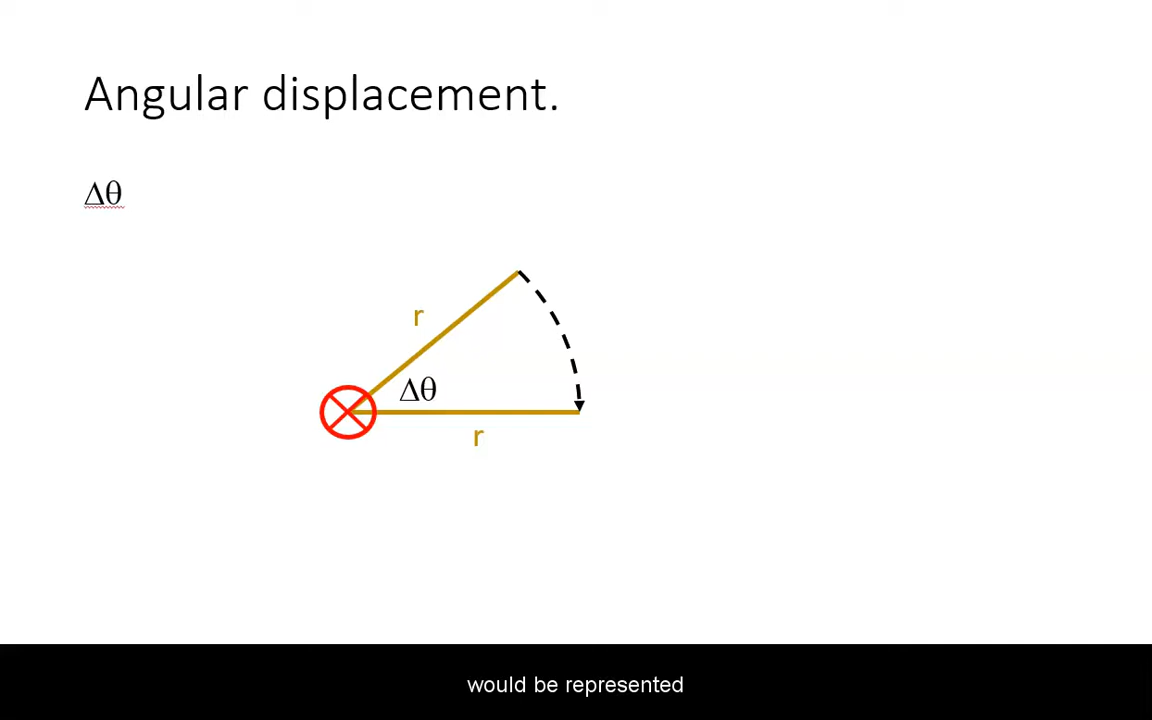 Angular displacement.
Δθ
r
Δθ
r
would be represented